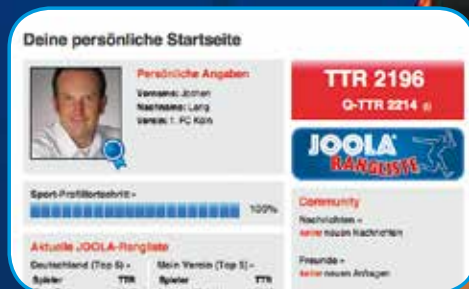 Deine persönliche Startseite
Persönliche Angaben
Vorname: Jochen
Nachname: Lang
Verein: 1. FC Köln
TTR 2196
Q-TTR 2214
JOOLA
RANGLISTE
Sport-Profilfortschritt
100%
Community
Nachrichten
keine neuen Nachrichten
Freunde
keine neuen Anfragen
Aktuelle JOOLA-Rangliste
Deutschland (Top 5)
Spieler TTR
Mein Verein (Top 5)
Spieler TTR